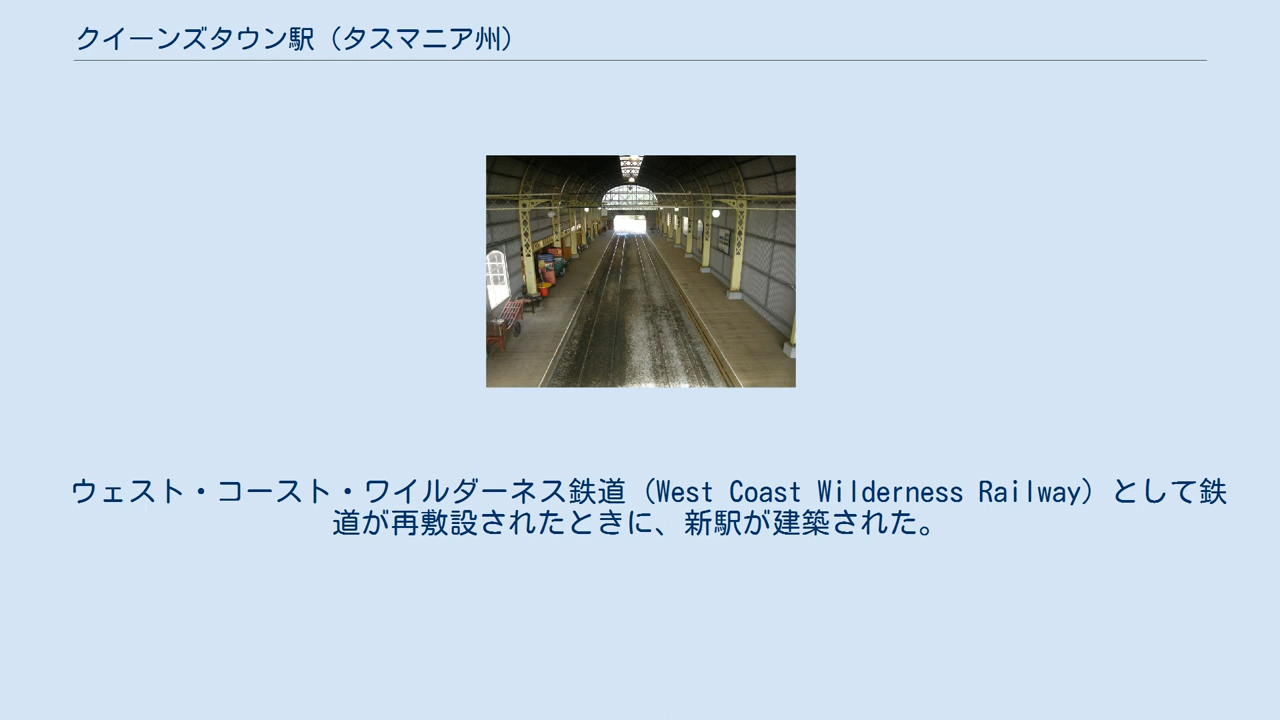 クイーンズタウン駅（タスマニア州）
ウェスト・コースト・ワイルダーネス鉄道（West Coast Wilderness Railway）として鉄
道が再敷設されたときに、新駅が建築された。